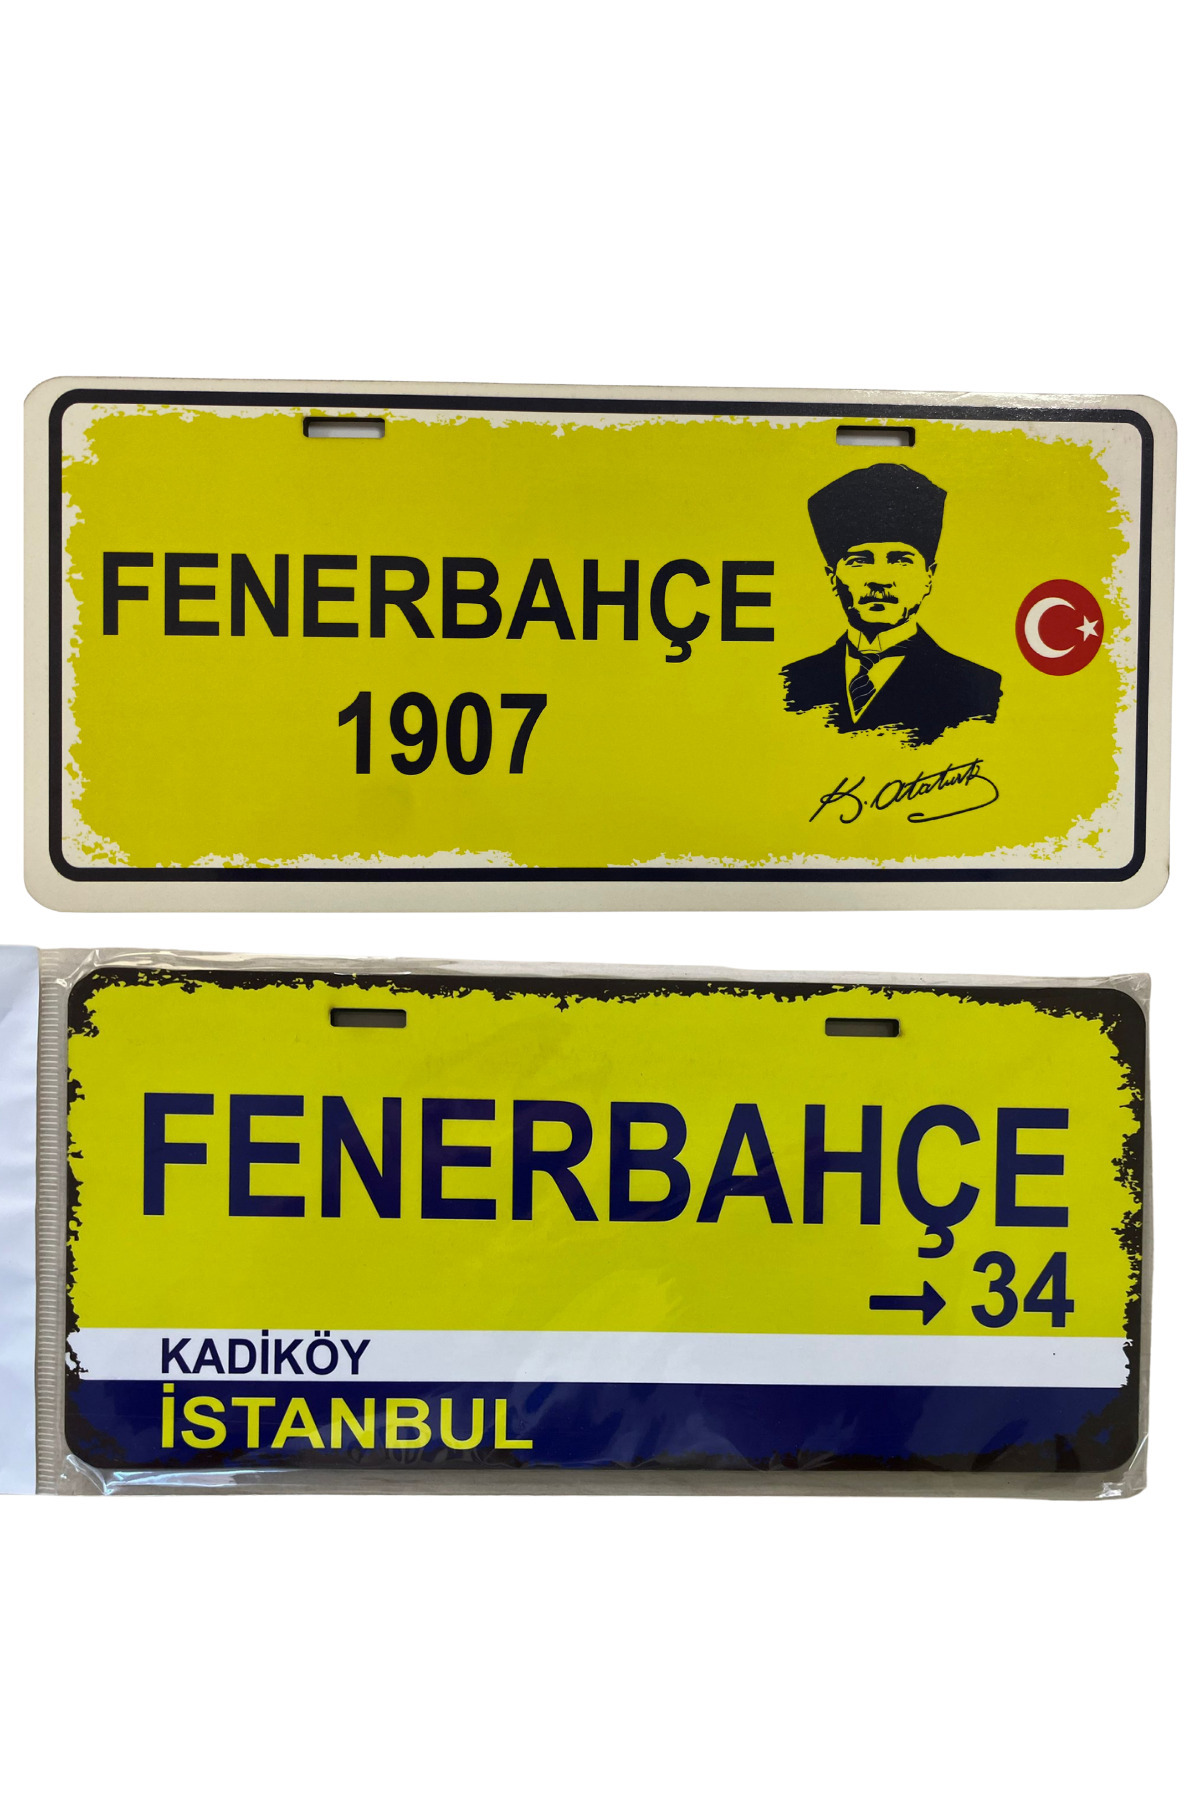 FENERBAHÇE
1907
K. Atatürk
FENERBAHÇE
→ 34
KADİKÖY
İSTANBUL